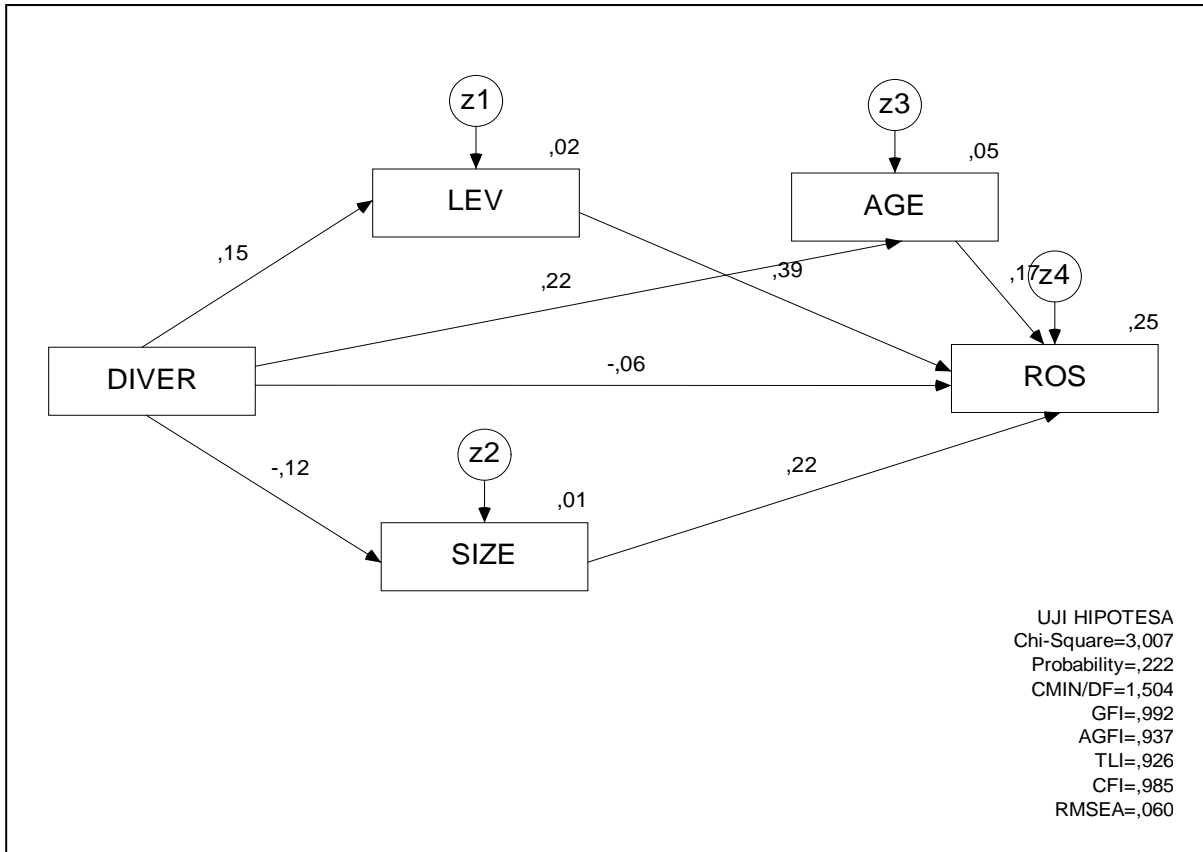 z1
z3
,02
,05
LEV
AGE
,15
,22
,39
,17
z4
,25
DIVER
-,06
ROS
-,12
z2
,22
,01
SIZE
UJI HIPOTESA
Chi-Square=3,007
Probability=,222
CMIN/DF=1,504
GFI=,992
AGFI=,937
TLI=,926
CFI=,985
RMSEA=,060